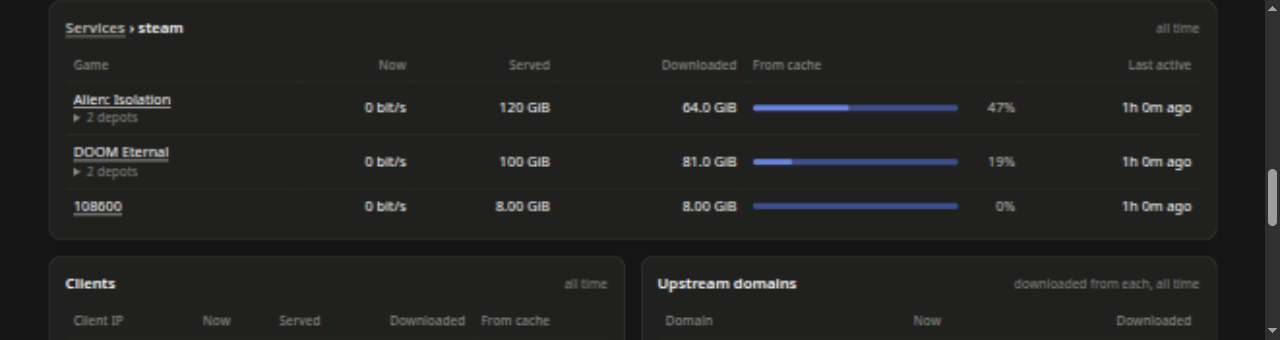 Services › steam all time
Game Now Served Downloaded From cache Last active
Alien: Isolation 0 bit/s 120 GiB 64.0 GiB 47% 1h 0m ago
▸ 2 depots
DOOM Eternal 0 bit/s 100 GiB 81.0 GiB 19% 1h 0m ago
▸ 2 depots
108600 0 bit/s 8.00 GiB 8.00 GiB 0% 1h 0m ago
Clients all time
Client IP Now Served Downloaded From cache
Upstream domains downloaded from each, all time
Domain Now Downloaded